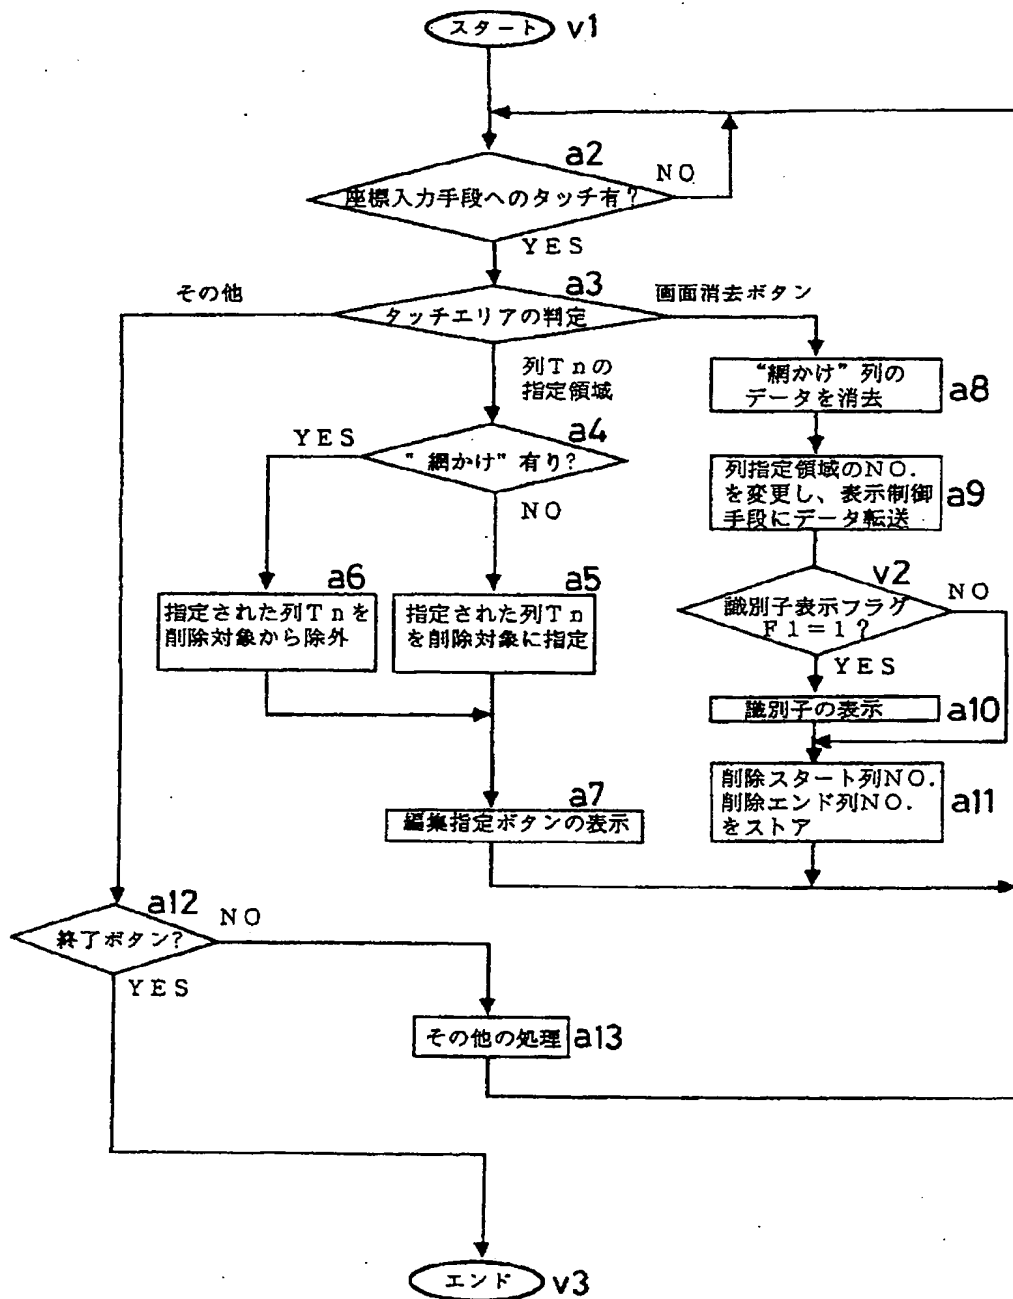 スタート
v1
a2
座標入力手段へのタッチ有?
NO
YES
a3
その他
タッチエリアの判定
画面消去ボタン
列Tnの
指定領域
"網かけ"列の
データを消去
a8
a4
YES
"網かけ"有り?
NO
列指定領域のNO.
を変更し、表示制御
手段にデータ転送
a9
v2
識別子表示フラグ
F1=1?
NO
YES
a6
指定された列Tnを
削除対象から除外
a5
指定された列Tn
を削除対象に指定
識別子の表示
a10
削除スタート列NO.
削除エンド列NO.
をストア
a11
a7
編集指定ボタンの表示
a12
終了ボタン?
NO
YES
その他の処理
a13
エンド
v3